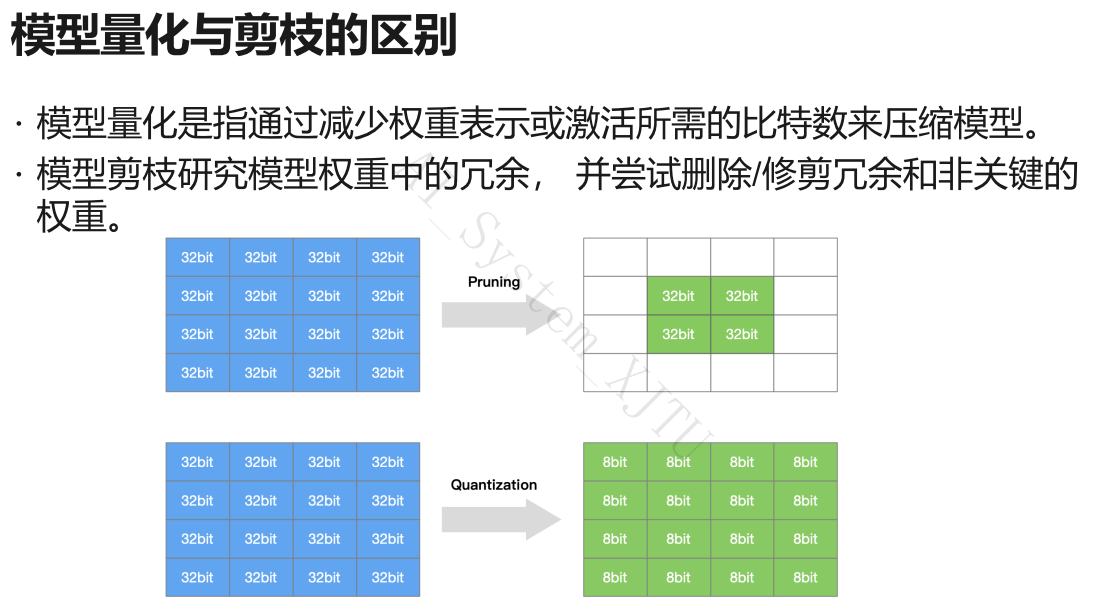 模型量化与剪枝的区别
· 模型量化是指通过减少权重表示或激活所需的比特数来压缩模型。
· 模型剪枝研究模型权重中的冗余， 并尝试删除/修剪冗余和非关键的
权重。
32bit 32bit 32bit 32bit
32bit 32bit 32bit 32bit
32bit 32bit 32bit 32bit
32bit 32bit 32bit 32bit
Pruning
32bit 32bit
32bit 32bit
AI_System_XJTU
32bit 32bit 32bit 32bit
32bit 32bit 32bit 32bit
32bit 32bit 32bit 32bit
32bit 32bit 32bit 32bit
Quantization
8bit 8bit 8bit 8bit
8bit 8bit 8bit 8bit
8bit 8bit 8bit 8bit
8bit 8bit 8bit 8bit